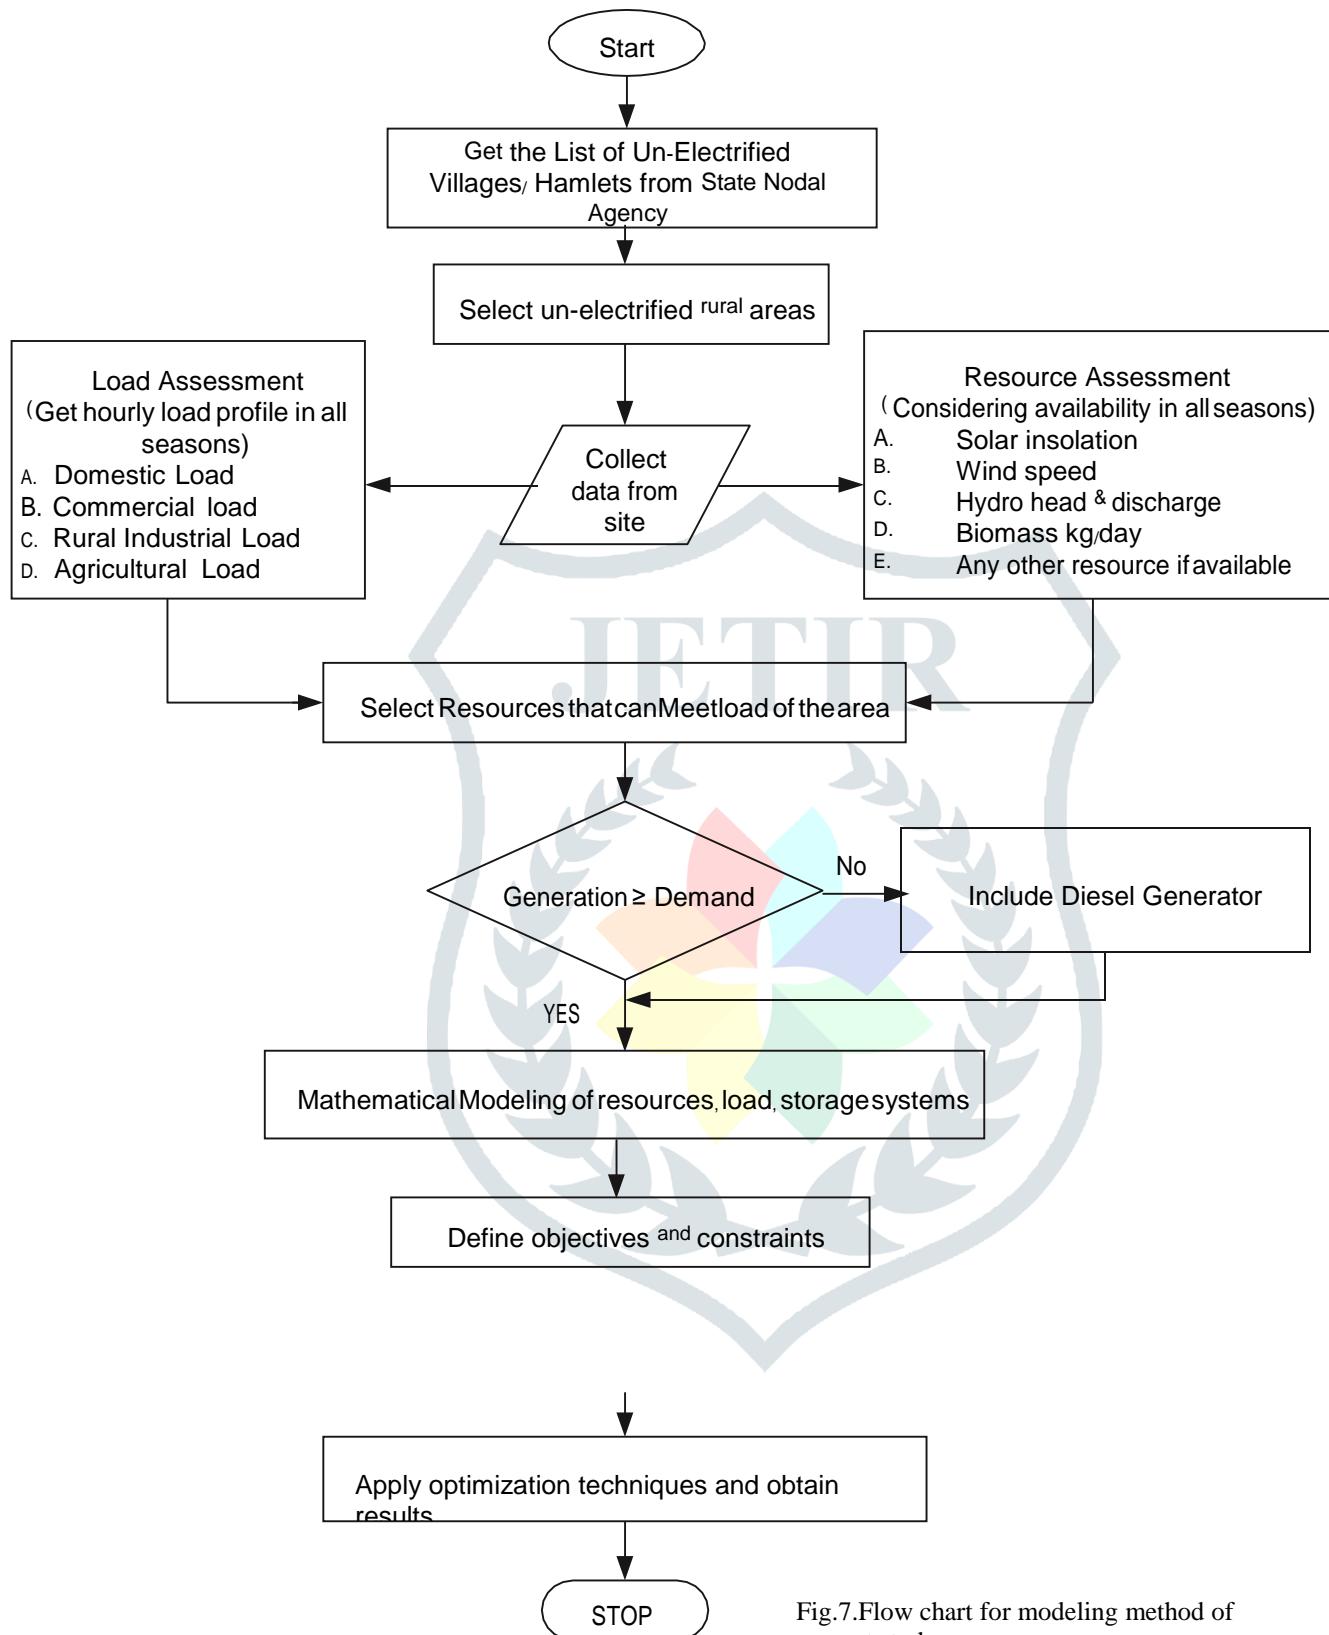 Start
Get the List of Un-Electrified
Villages/ Hamlets from State Nodal
Agency
Select un-electrified rural areas
Load Assessment
(Get hourly load profile in all
seasons)
A. Domestic Load
B. Commercial load
C. Rural Industrial Load
D. Agricultural Load
Collect
data from
site
Resource Assessment
( Considering availability in all seasons)
A. Solar insolation
B. Wind speed
C. Hydro head & discharge
D. Biomass kg/day
E. Any other resource if available
JETIR
Select Resources that can Meet load of the area
Generation ≥ Demand
No
Include Diesel Generator
YES
Mathematical Modeling of resources, load, storage systems
Define objectives and constraints
Apply optimization techniques and obtain
results
STOP
Fig.7.Flow chart for modeling method of